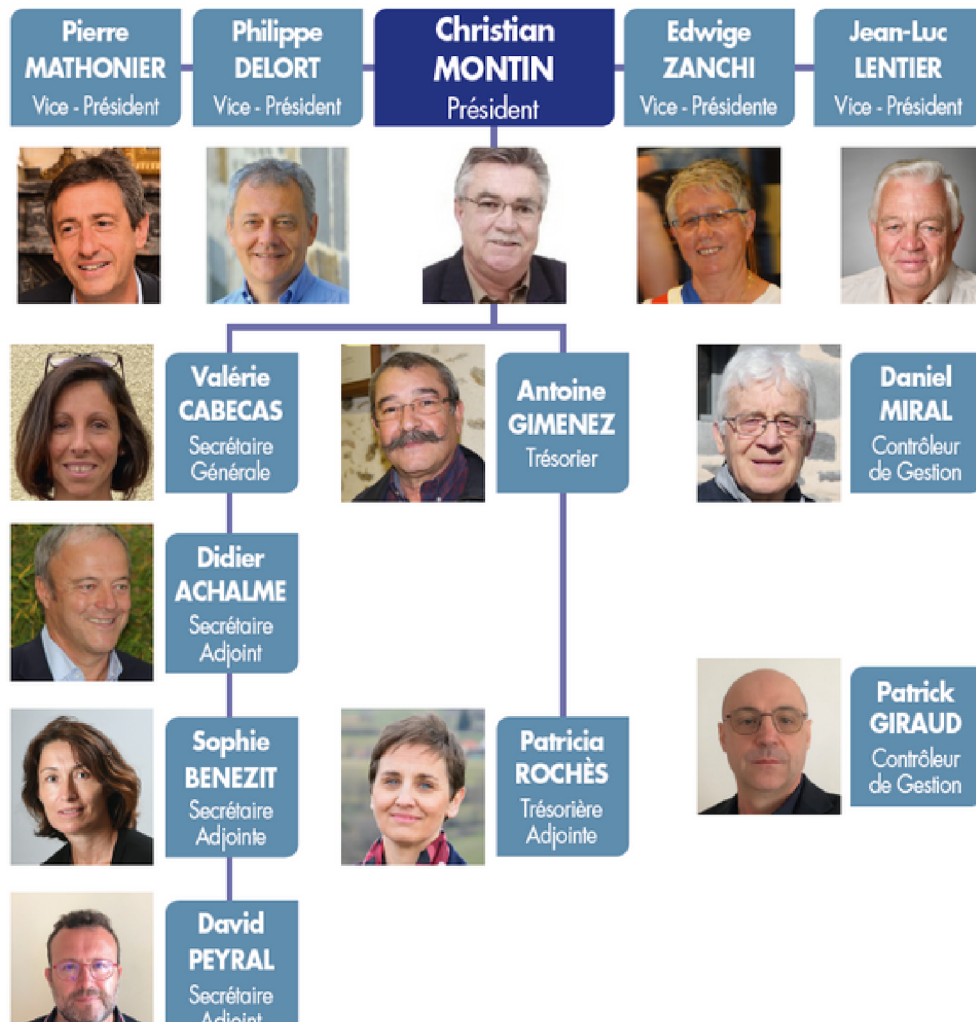 Pierre
MATHONIER
Vice - Président
Philippe
DELORT
Vice - Président
Christian
MONTIN
Président
Edwige
ZANCHI
Vice - Présidente
Jean-Luc
LENTIER
Vice - Président
Valérie
CABECAS
Secrétaire
Générale
Antoine
GIMENEZ
Trésorier
Daniel
MIRAL
Contrôleur
de Gestion
Didier
ACHALME
Secrétaire
Adjoint
Patrick
GIRAUD
Contrôleur
de Gestion
Sophie
BENEZIT
Secrétaire
Adjointe
Patricia
ROCHÈS
Trésorière
Adjointe
David
PEYRAL
Secrétaire
Adjoint